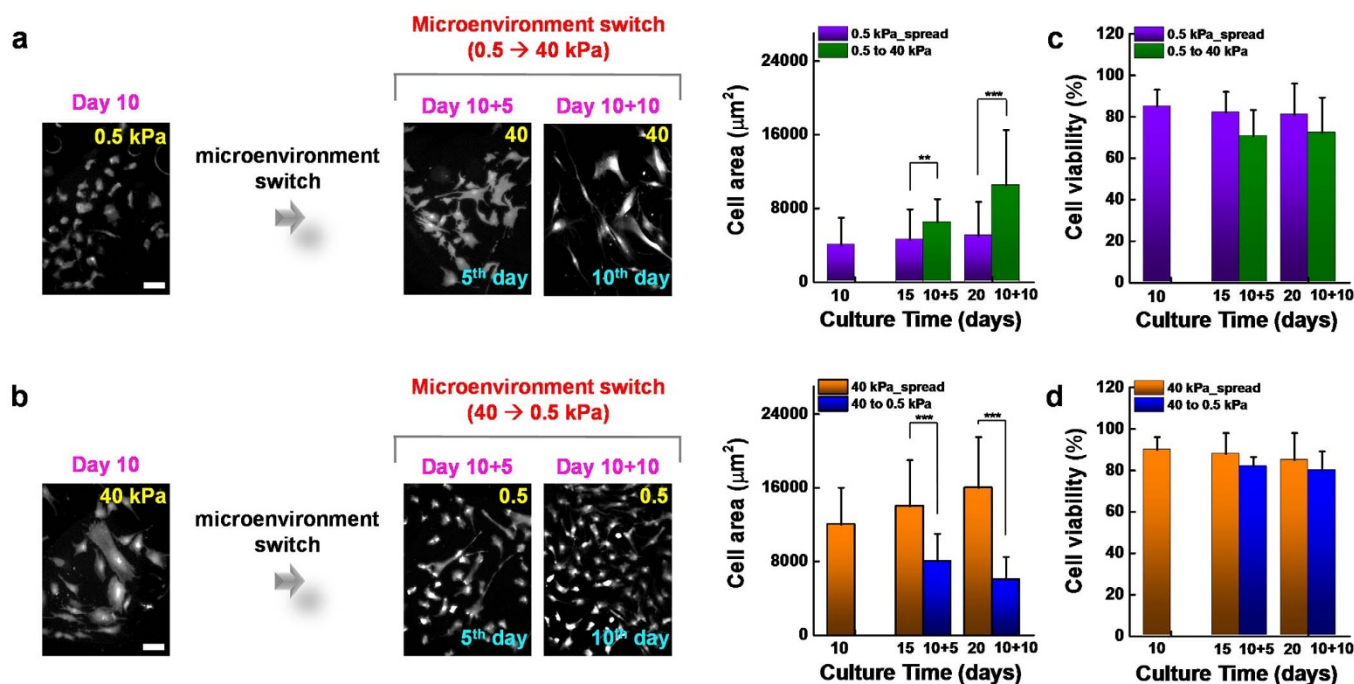 a
Microenvironment switch
(0.5 → 40 kPa)
Day 10
Day 10+5
Day 10+10
0.5 kPa
microenvironment
switch
40
5th day
40
10th day
0.5 kPa_spread
0.5 to 40 kPa
Cell area (μm2)
24000
16000
8000
0
**
***
10
15
10+5
20
10+10
Culture Time (days)
c
0.5 kPa_spread
0.5 to 40 kPa
Cell viability (%)
120
100
80
60
40
20
0
10
15
10+5
20
10+10
Culture Time (days)
b
Microenvironment switch
(40 → 0.5 kPa)
Day 10
Day 10+5
Day 10+10
40 kPa
microenvironment
switch
0.5
5th day
0.5
10th day
40 kPa_spread
40 to 0.5 kPa
Cell area (μm2)
24000
16000
8000
0
***
***
10
15
10+5
20
10+10
Culture Time (days)
d
40 kPa_spread
40 to 0.5 kPa
Cell viability (%)
120
100
80
60
40
20
0
10
15
10+5
20
10+10
Culture Time (days)